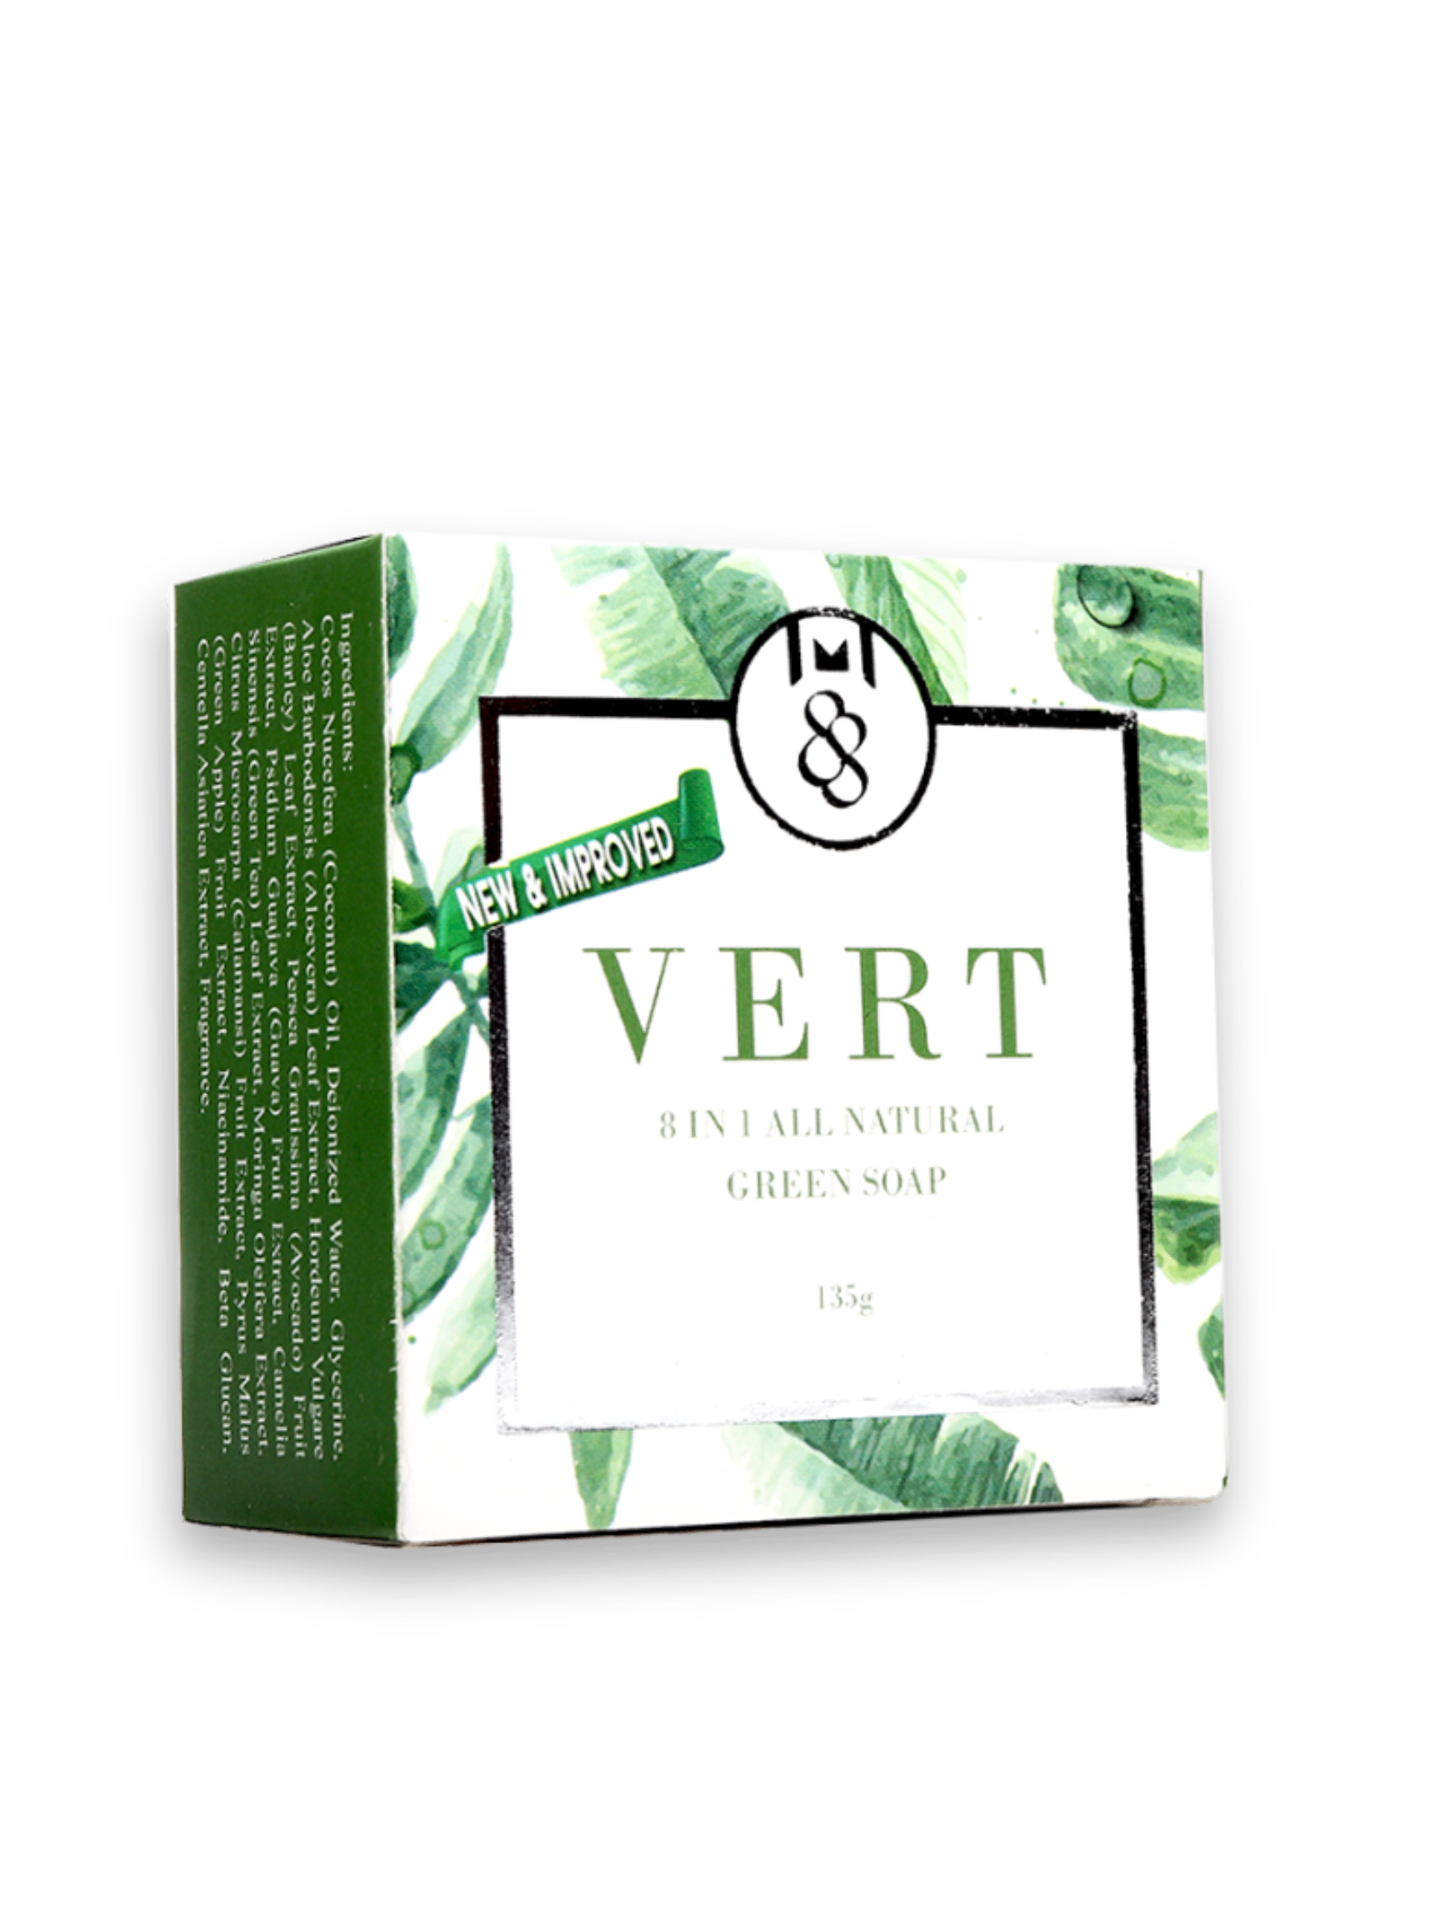 M
8
NEW & IMPROVED
VERT
8 IN 1 ALL NATURAL
GREEN SOAP
135g
Ingredients:
Cocos Nucefera (Coconut) Oil, Deionized Water, Glycerine,
Aloe Barbodensis (Aloevera) Leaf Extract, Hordeum Vulgare
(Barley) Leaf Extract, Persea Gratissima (Avocado) Fruit
Extract, Psidium Guajava (Guava) Fruit Extract, Camelia
Sinensis (Green Tea) Leaf Extract, Moringa Oleifera Extract,
Citrus Microcarpa (Calamansi) Fruit Extract, Pyrus Malus
(Green Apple) Fruit Extract, Niacinamide, Beta Glucan,
Centella Asiatica Extract, Fragrance.